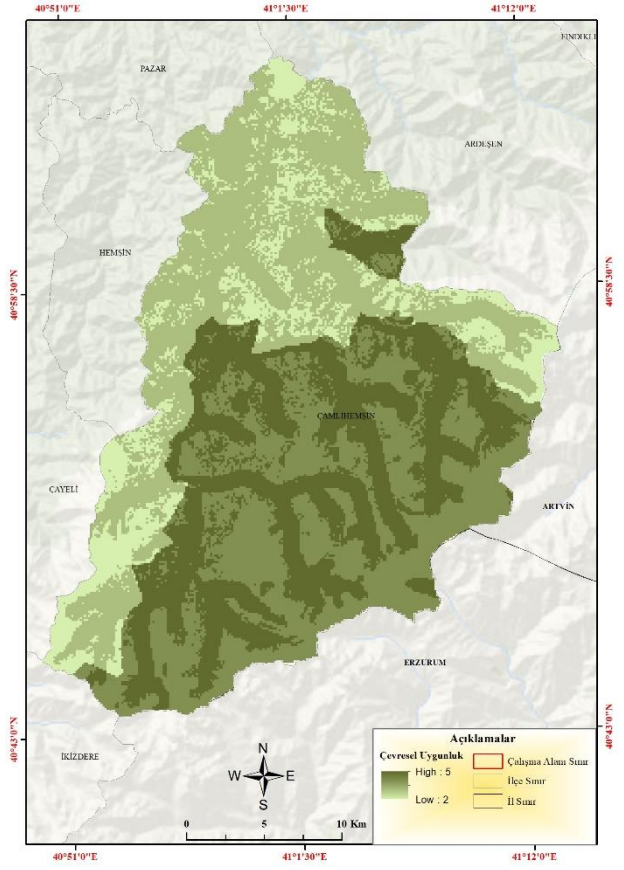 40°51'0"E 41°1'30"E 41°12'0"E
FINDIKLI
PAZAR
ARDEŞEN
HEMŞİN
40°58'30"N 40°58'30"N
ÇAMLIHEMŞİN
ÇAYELİ
ARTVİN
ERZURUM
40°43'0"N 40°43'0"N
İKİZDERE
N
W E
S
0 5 10 Km
Açıklamalar
Çevresel Uygunluk
High : 5
Low : 2
Çalışma Alanı Sınır
İlçe Sınır
İl Sınır
40°51'0"E 41°1'30"E 41°12'0"E